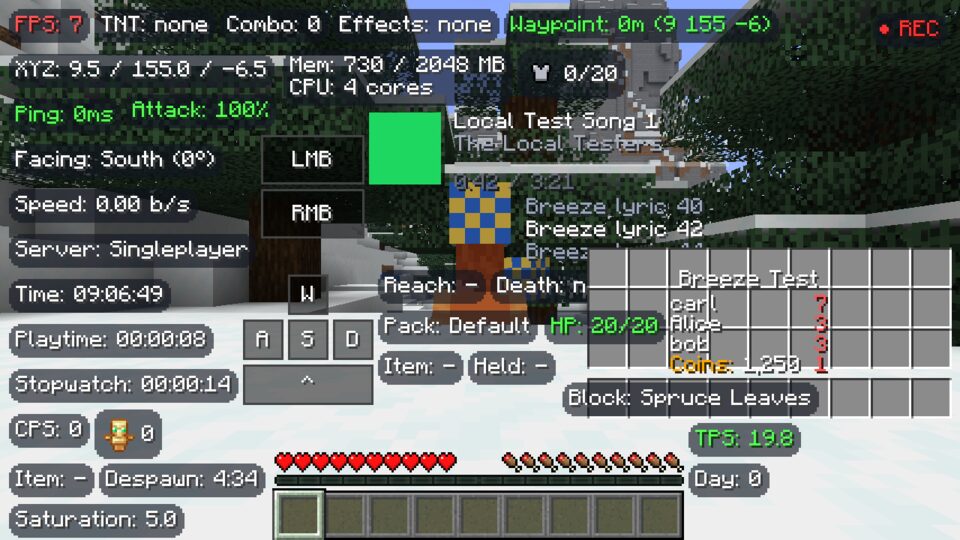 FPS: 7 TNT: none Combo: 0 Effects: none Waypoint: 0m (9 155 -6) REC
XYZ: 9.5 / 155.0 / -6.5
Mem: 730 / 2048 MB
CPU: 4 cores
0/20
Ping: 0ms Attack: 100%
Local Test Song 1
The Local Testers
Facing: South (0°)
LMB
0:42 / 3:21
Speed: 0.00 b/s
RMB
Breeze lyric 40
Breeze lyric 42
Server: Singleplayer
Breeze lyric
Breeze Test
Time: 09:06:49
W
Reach: - Death: n
carl 7
Alice 3
bob 3
Coins: 1,250 1
Pack: Default HP: 20/20
Playtime: 00:00:08
A S D
Item: - Held: -
Stopwatch: 00:00:14
^
Block: Spruce Leaves
CPS: 0 0
TPS: 19.8
Item: - Despawn: 4:34
Day: 0
Saturation: 5.0